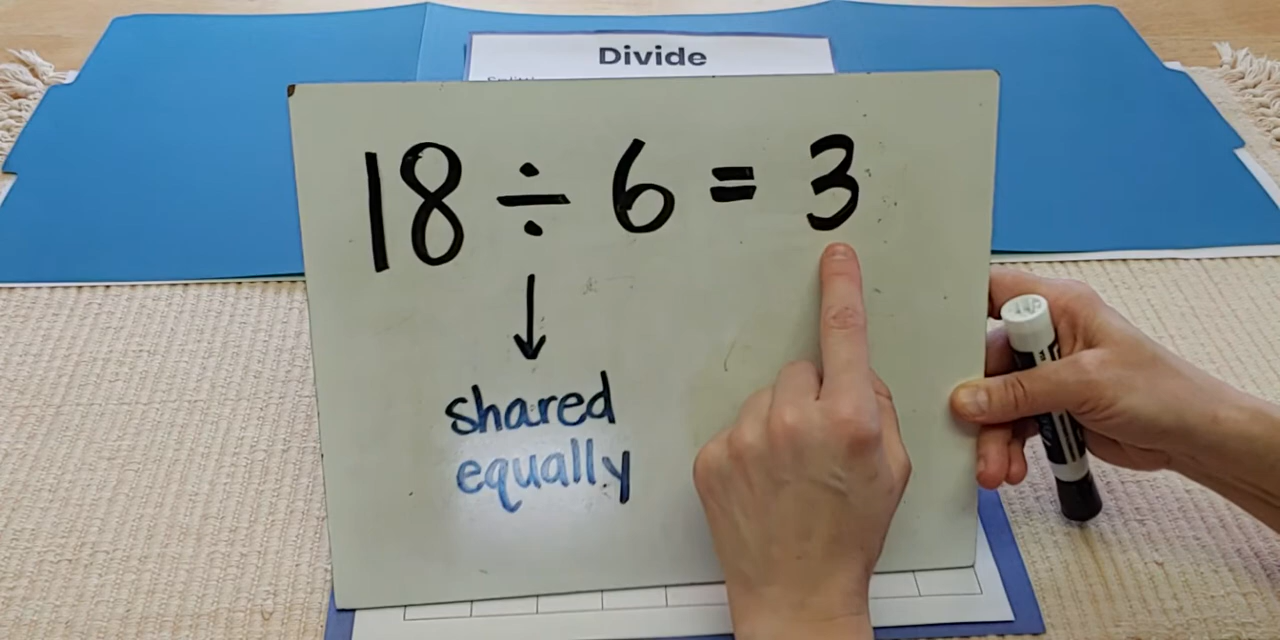 Divide
18 ÷ 6 = 3
↓
shared
equally